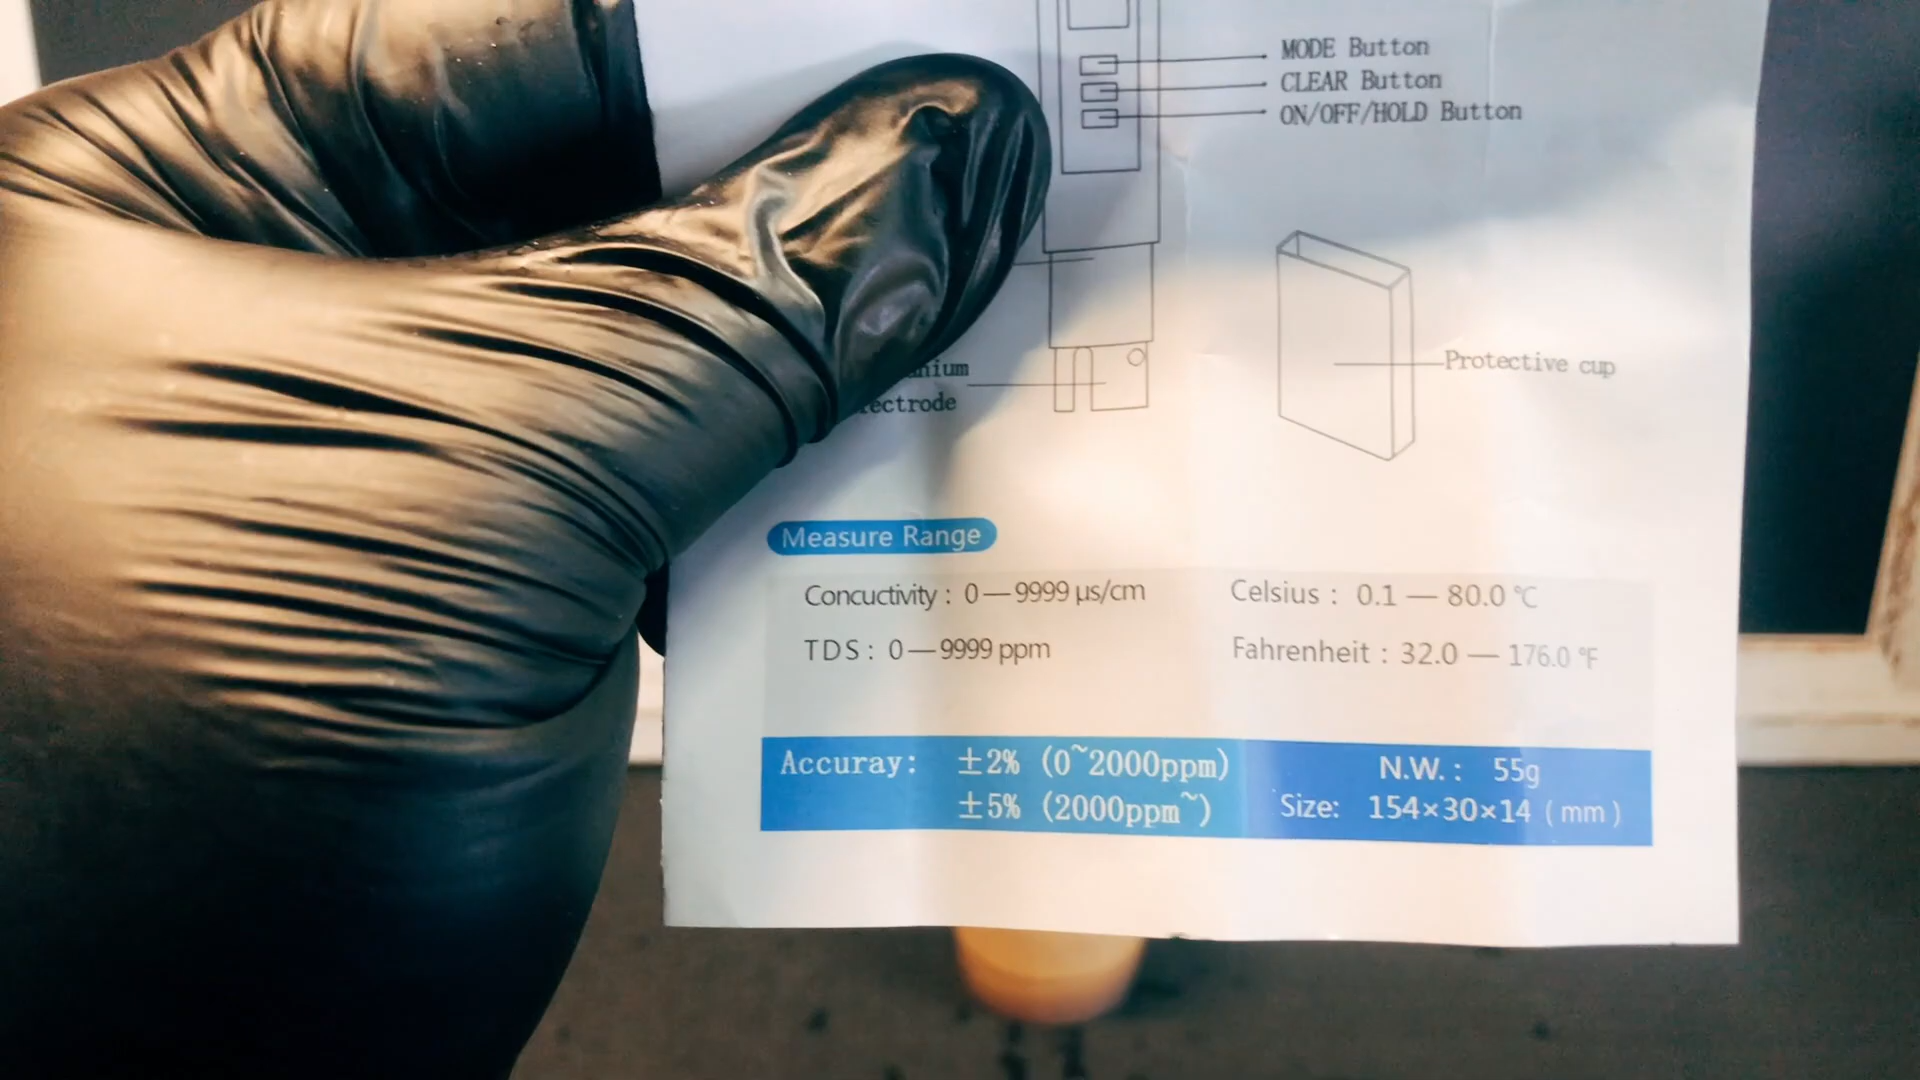 MODE Button
CLEAR Button
ON/OFF/HOLD Button
Protective cup
Measure Range
Concuctivity : 0—9999 µs/cm
Celsius : 0.1 — 80.0 ℃
TDS : 0—9999 ppm
Fahrenheit : 32.0 — 176.0 ℉
Accuray: ±2% (0~2000ppm)
±5% (2000ppm~)
N.W. : 55g
Size: 154×30×14 ( mm )